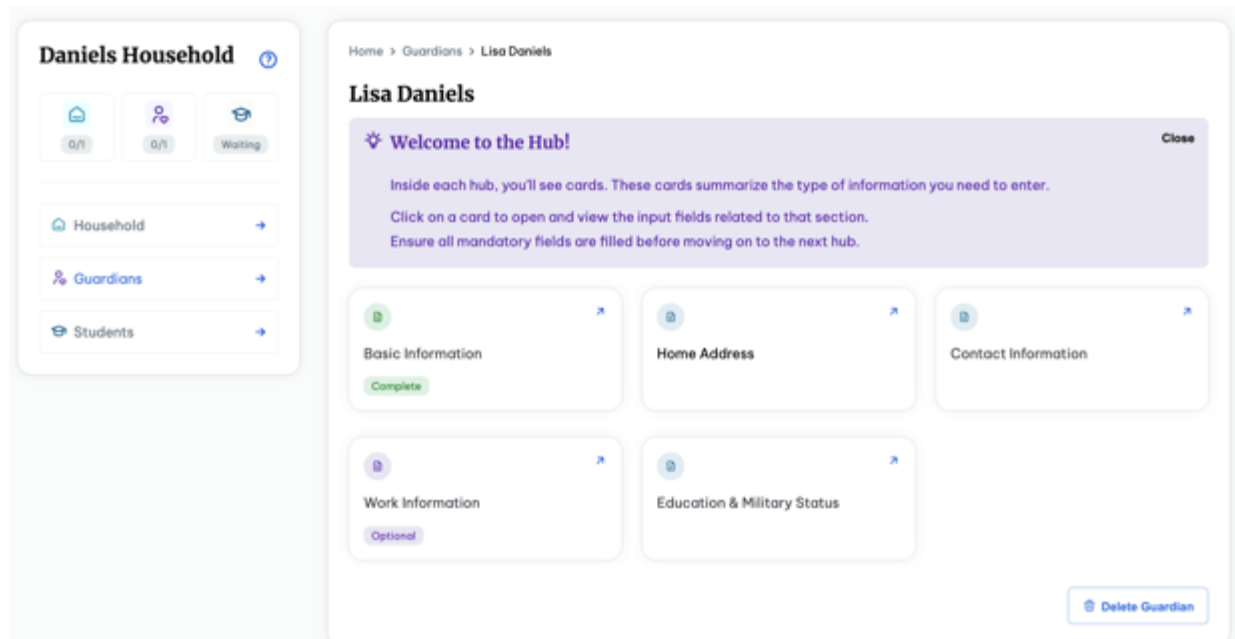 Daniels Household
0/1
0/1
Waiting
Household
Guardians
Students
Home > Guardians > Lisa Daniels
Lisa Daniels
Welcome to the Hub!
Close
Inside each hub, you'll see cards. These cards summarize the type of information you need to enter.
Click on a card to open and view the input fields related to that section.
Ensure all mandatory fields are filled before moving on to the next hub.
Basic Information
Complete
Home Address
Contact Information
Work Information
Optional
Education & Military Status
Delete Guardian